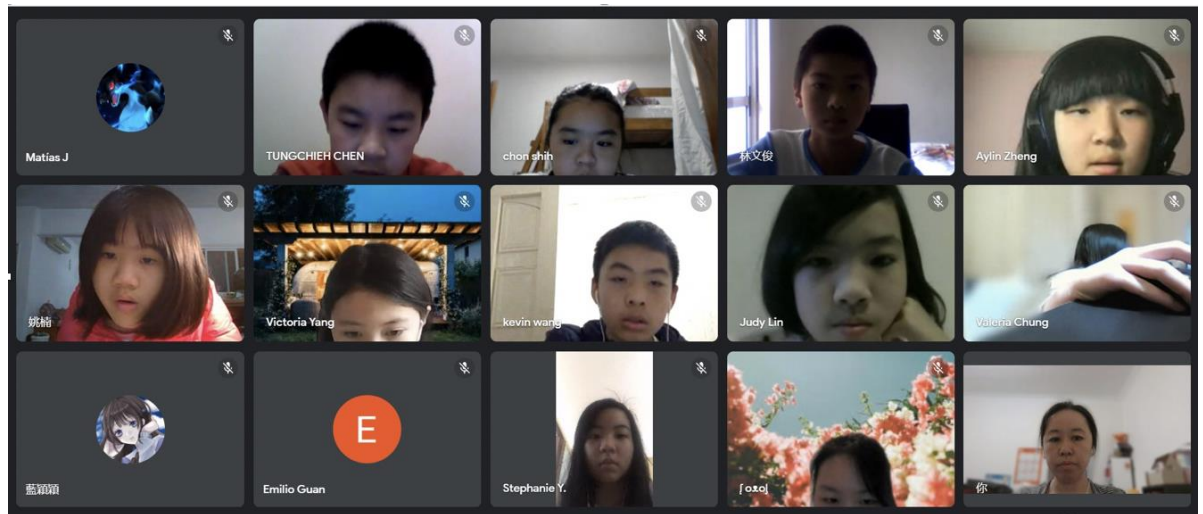 Matías J
TUNGCHIEH CHEN
chon shih
林文俊
Aylin Zheng
姚楠
Victoria Yang
kevin wang
Judy Lin
Valeria Chung
藍穎穎
E
Emilio Guan
Stephanie Y.
你